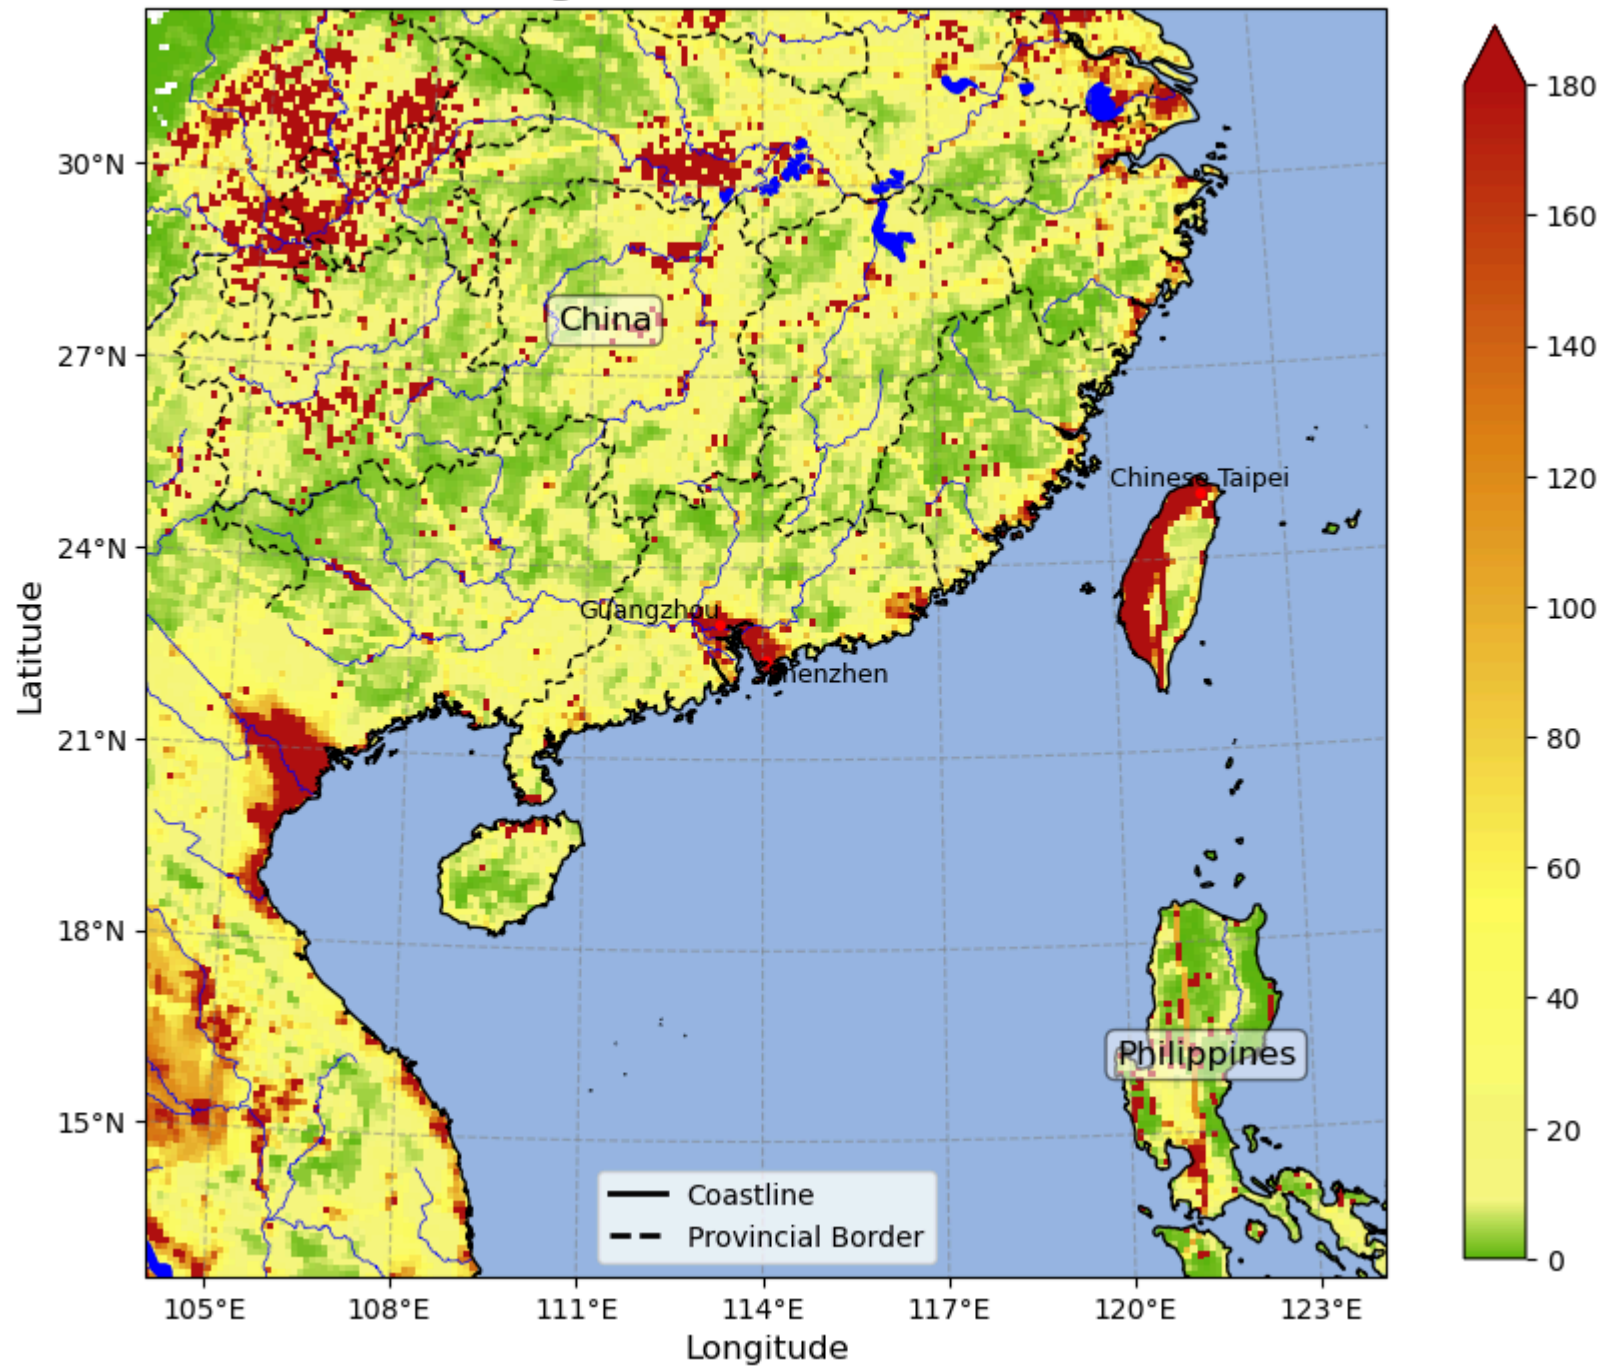 30°N
27°N
24°N
21°N
18°N
15°N
Latitude
China
Chinese Taipei
Guangzhou
henzhen
Philippines
Coastline
Provincial Border
105°E
108°E
111°E
114°E
117°E
120°E
123°E
Longitude
180
160
140
120
100
80
60
40
20
0